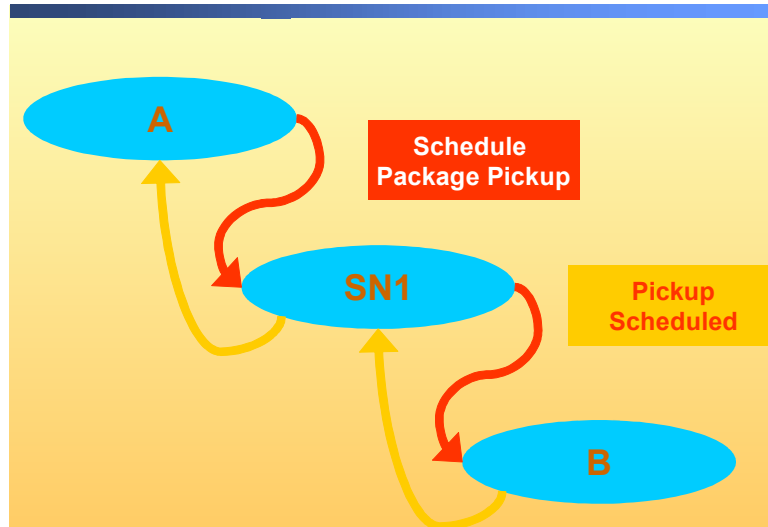 A
Schedule
Package Pickup
SN1
Pickup
Scheduled
B